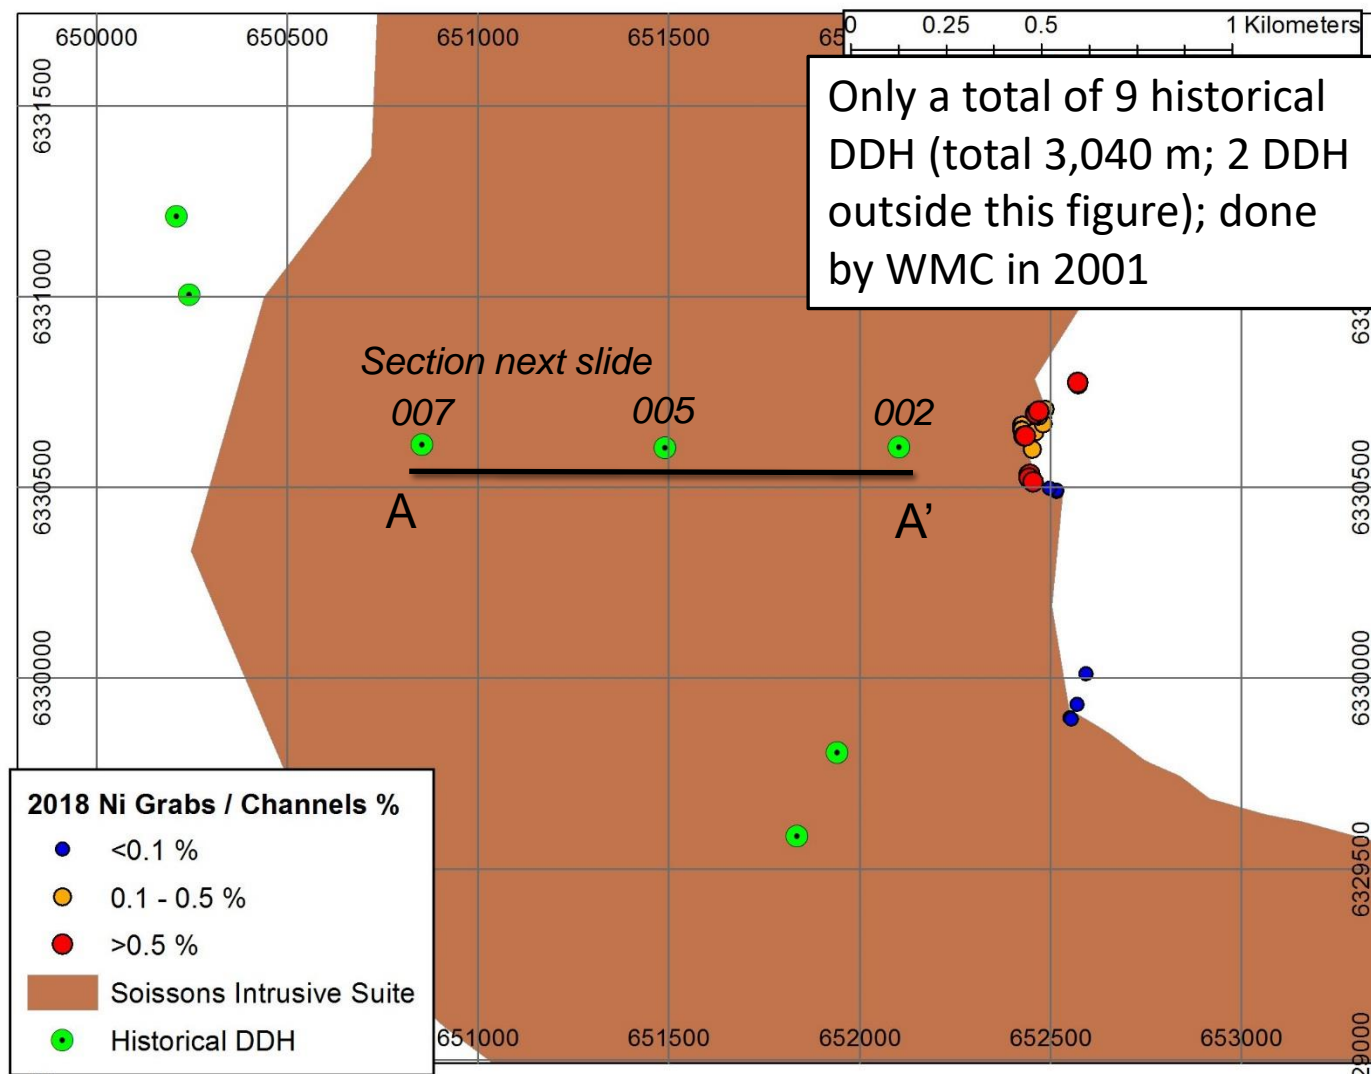 650000
650500
651000
651500
0
0.25
0.5
1 Kilometers
Only a total of 9 historical
DDH (total 3,040 m; 2 DDH
outside this figure); done
by WMC in 2001
6331500
6331000
6330500
6330000
6330500
6330000
6329500
Section next slide
007
005
002
A
A’
2018 Ni Grabs / Channels %
<0.1 %
0.1 - 0.5 %
>0.5 %
Soissons Intrusive Suite
Historical DDH
651000
651500
652000
652500
653000